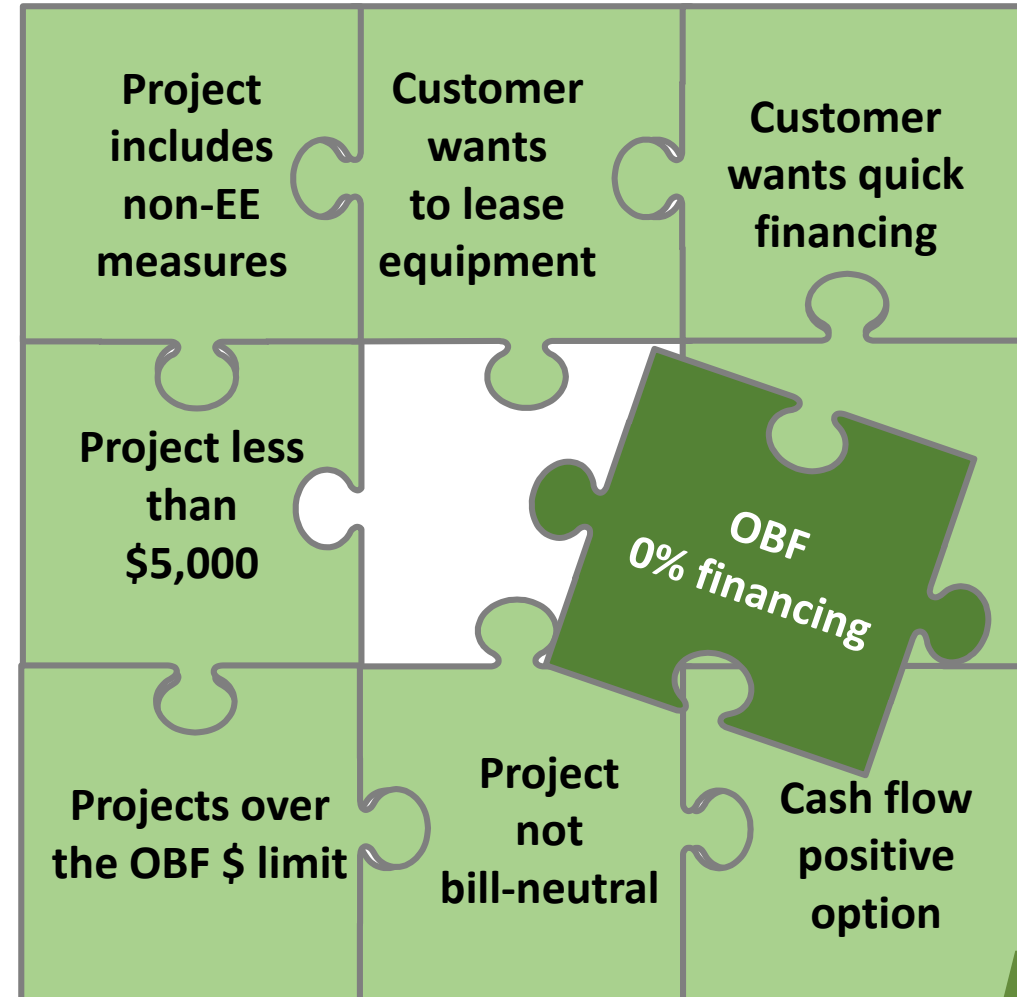 Project
includes
non-EE
measures
Customer
wants
to lease
equipment
Customer
wants quick
financing
Project less
than
$5,000
OBF
0% financing
Projects over
the OBF $ limit
Project
not
bill-neutral
Cash flow
positive
option